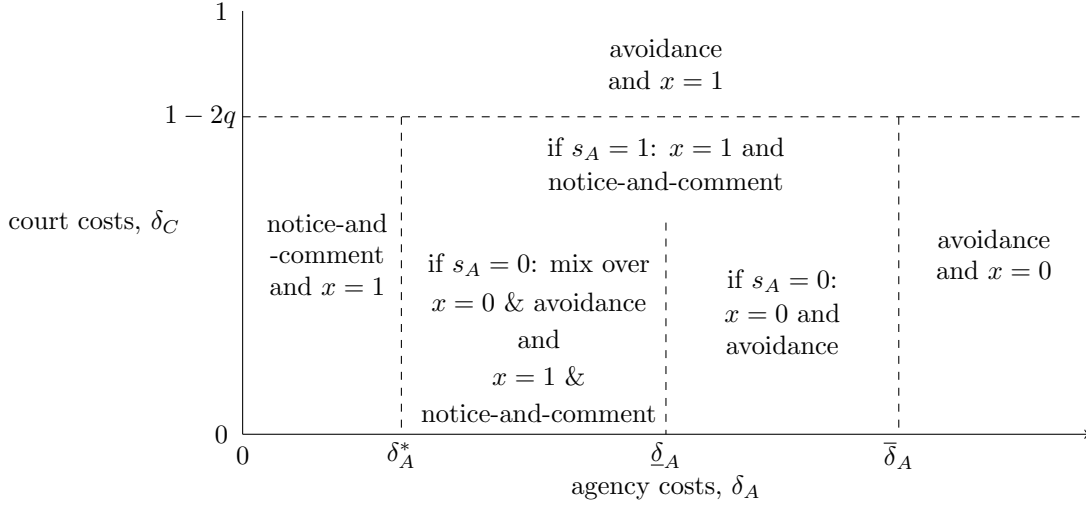 1
avoidance
and x = 1
1 − 2q
if s_A = 1: x = 1 and
notice-and-comment
court costs, δ_C
notice-and
-comment
and x = 1
if s_A = 0: mix over
x = 0 & avoidance
and
x = 1 &
notice-and-comment
if s_A = 0:
x = 0 and
avoidance
avoidance
and x = 0
0
0
δ*_A
δ̲_A
δ̅_A
agency costs, δ_A